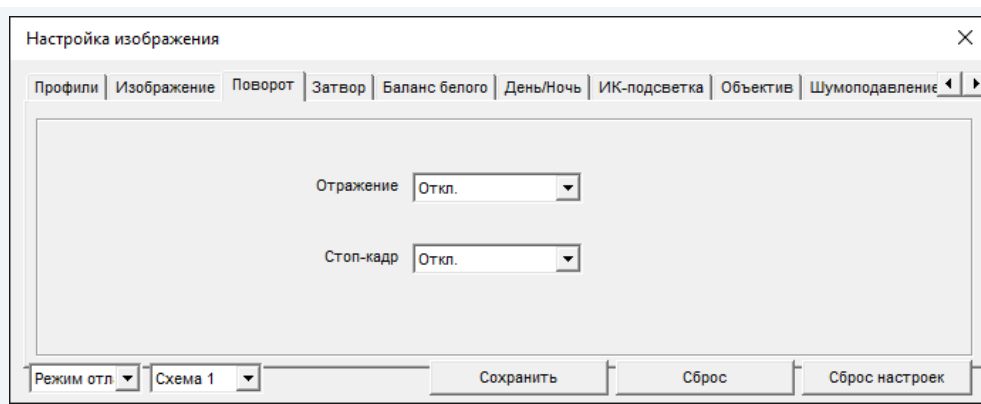 Настройка изображения
Профили Изображение Поворот Затвор Баланс белого День/Ночь ИК-подсветка Объектив Шумоподавление
Отражение Откл.
Стоп-кадр Откл.
Режим отл Схема 1 Сохранить Сброс Сброс настроек